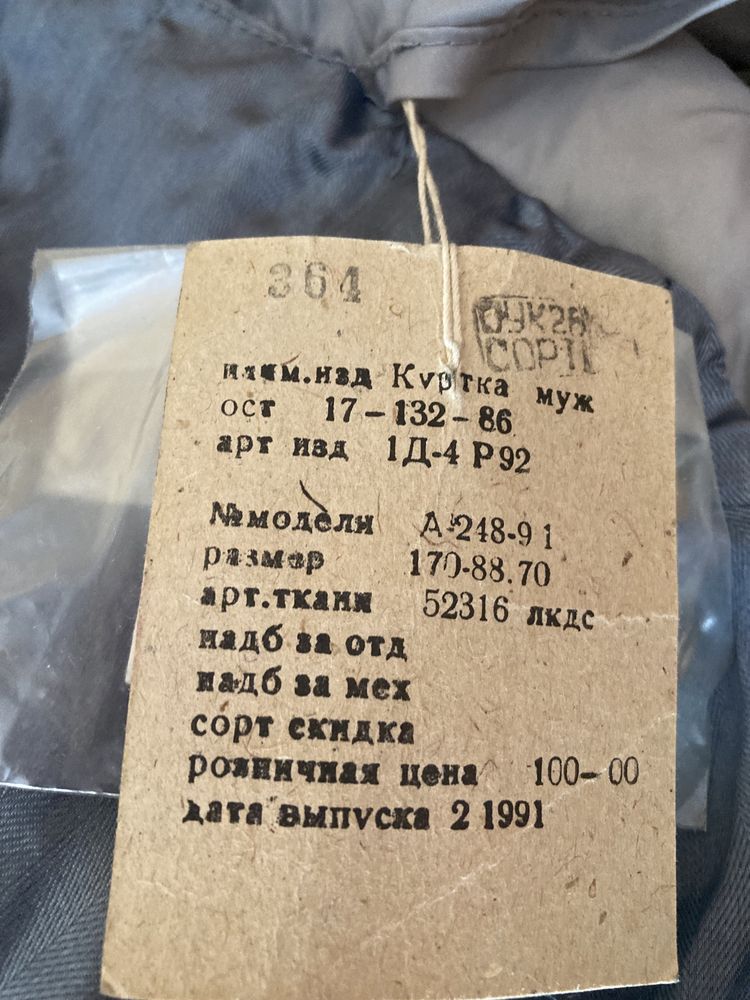 364
наим.изд Куртка муж
ост 17-132-86
арт изд 1Д-4 Р92
№модели А-248-91
размер 170-88.70
арт.ткани 52316 лкдс
надб за отд
надб за мех
сорт скидка
розничная цена 100-00
дата выпуска 2 1991